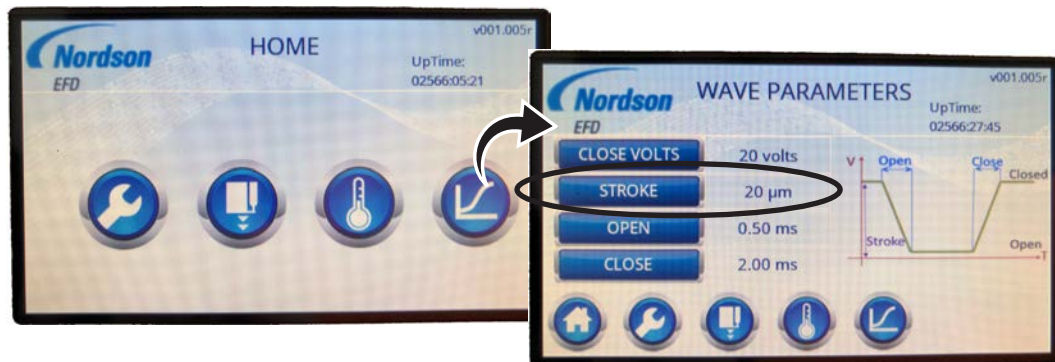 Nordson
EFD
HOME
v001.005r
UpTime:
02566:05:21
Nordson
EFD
WAVE PARAMETERS
v001.005r
UpTime:
02566:27:45
CLOSE VOLTS 20 volts
STROKE 20 µm
OPEN 0.50 ms
CLOSE 2.00 ms
V Open Close
Closed
Stroke
Open
T